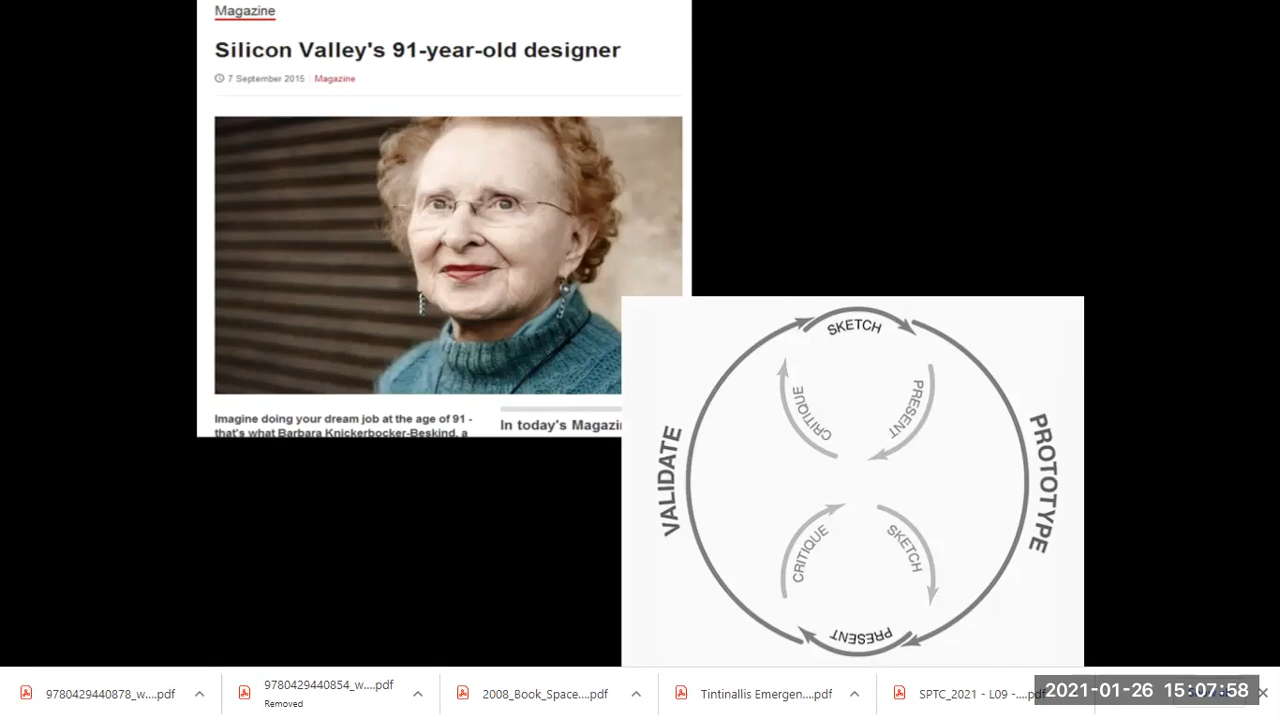 Magazine
Silicon Valley's 91-year-old designer
7 September 2015 | Magazine
Imagine doing your dream job at the age of 91 -
that's what Barbara Knickerbocker-Beskind, a
In today's Magazi
SKETCH
CRITIQUE
PRESENT
VALIDATE
PROTOTYPE
CRITIQUE
SKETCH
PRESENT
9780429440878_w....pdf
9780429440854_w....pdf
Removed
2008_Book_Space....pdf
Tintinallis Emergen....pdf
SPTC_2021 - L09 -....pdf
2021-01-26 15:07:58